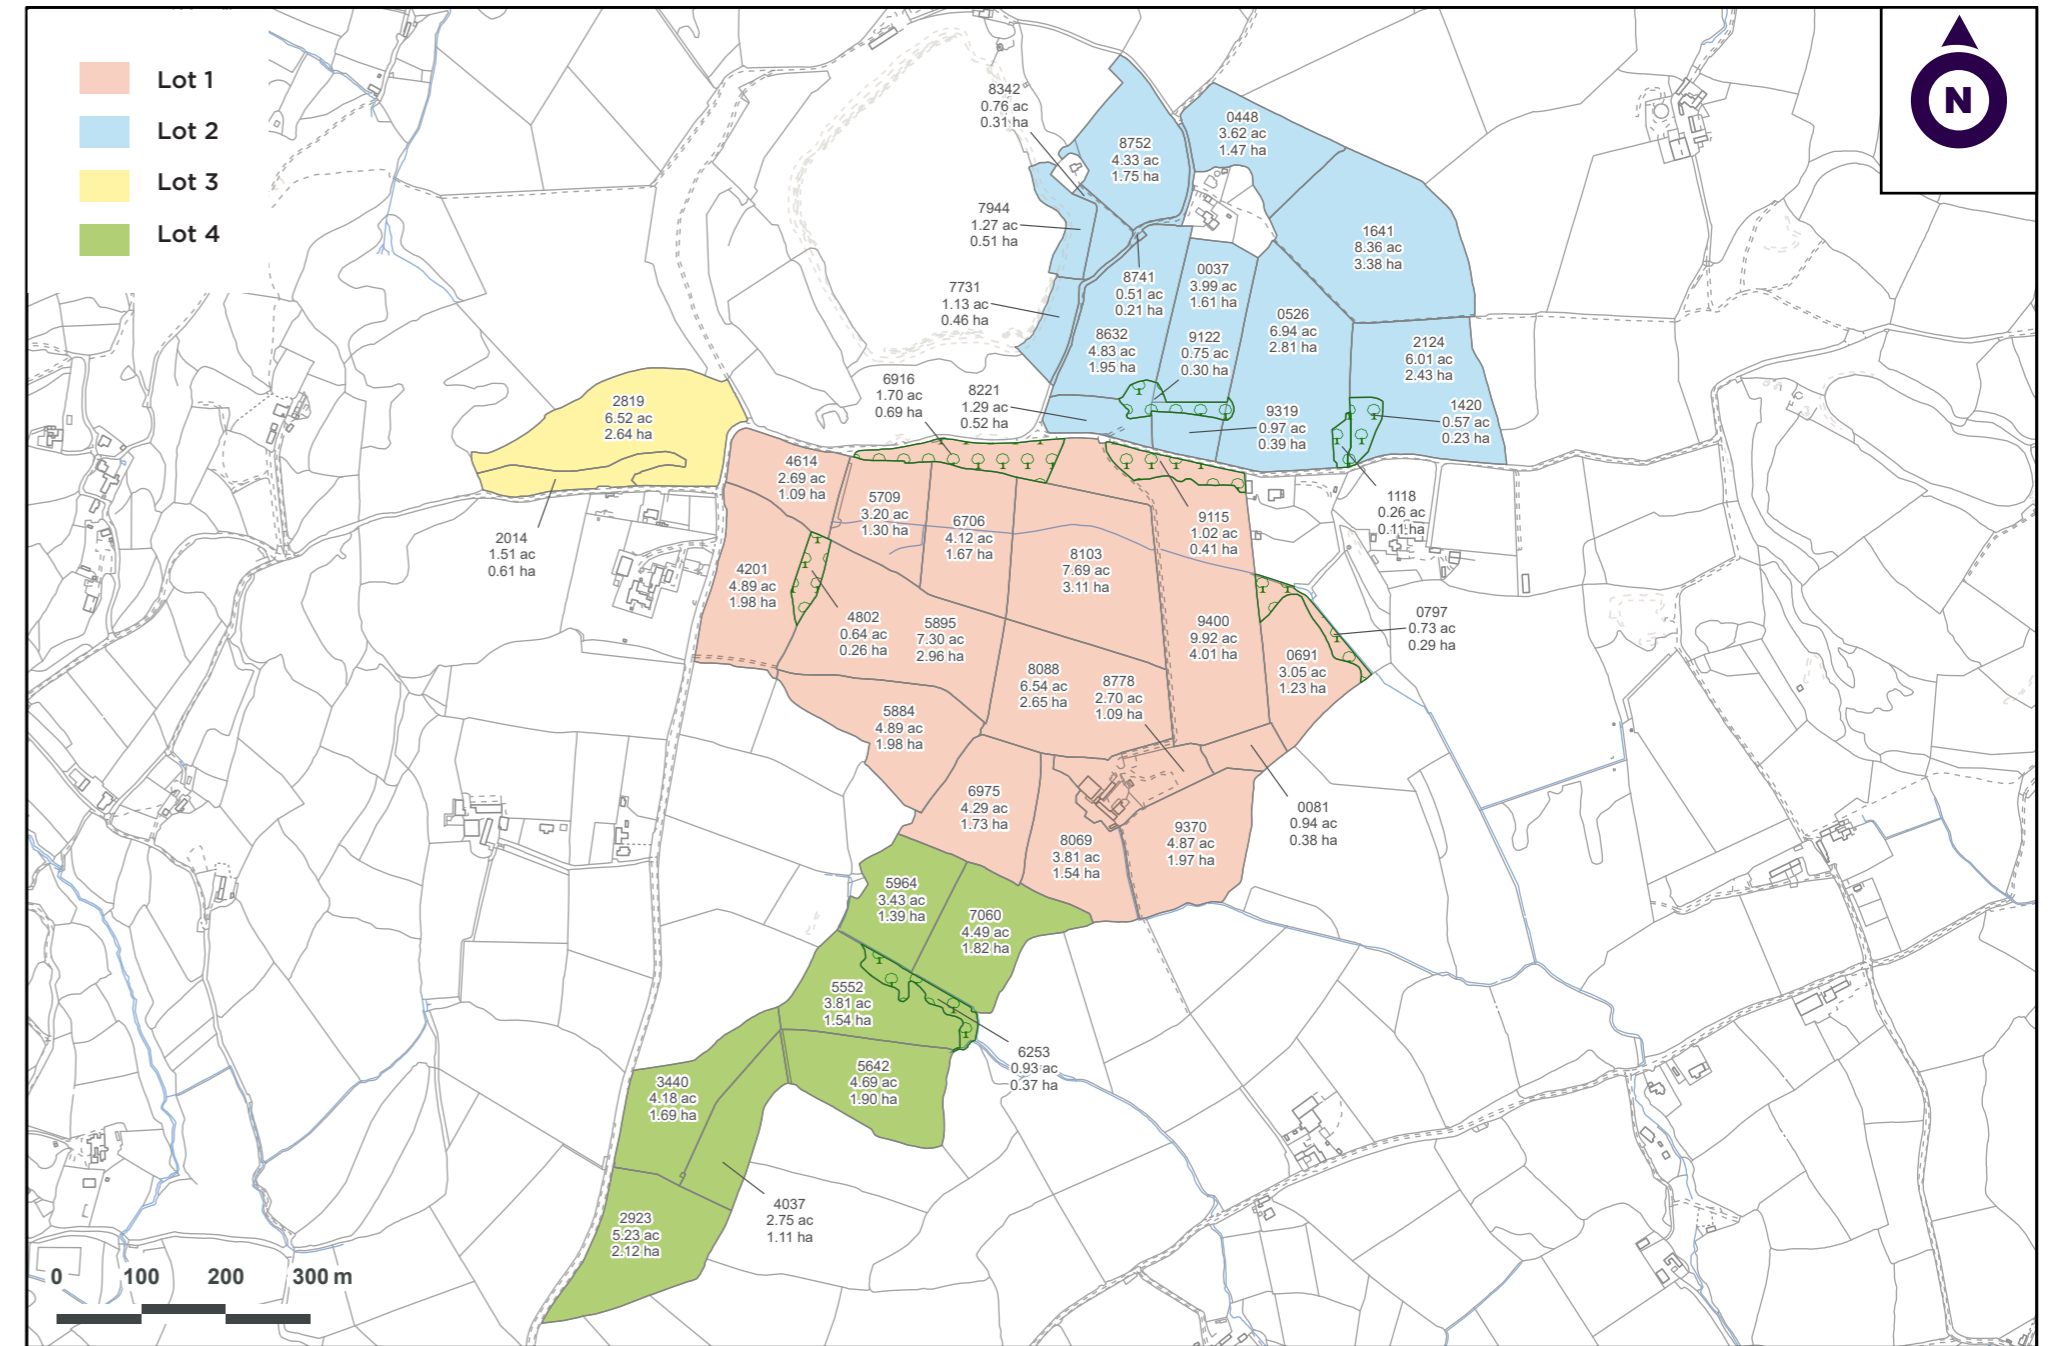 Lot 1
Lot 2
Lot 3
Lot 4
N
8342
0.76 ac
0.31 ha
8752
4.33 ac
1.75 ha
0448
3.62 ac
1.47 ha
7944
1.27 ac
0.51 ha
1641
8.36 ac
3.38 ha
8741
0.51 ac
0.21 ha
0037
3.99 ac
1.61 ha
7731
1.13 ac
0.46 ha
0526
6.94 ac
2.81 ha
8632
4.83 ac
1.95 ha
9122
0.75 ac
0.30 ha
2124
6.01 ac
2.43 ha
6916
1.70 ac
0.69 ha
8221
1.29 ac
0.52 ha
2819
6.52 ac
2.64 ha
9319
0.97 ac
0.39 ha
1420
0.57 ac
0.23 ha
4614
2.69 ac
1.09 ha
5709
3.20 ac
1.30 ha
1118
0.26 ac
0.11 ha
6706
4.12 ac
1.67 ha
9115
1.02 ac
0.41 ha
2014
1.51 ac
0.61 ha
8103
7.69 ac
3.11 ha
4201
4.89 ac
1.98 ha
4802
0.64 ac
0.26 ha
5895
7.30 ac
2.96 ha
9400
9.92 ac
4.01 ha
0797
0.73 ac
0.29 ha
0691
3.05 ac
1.23 ha
8088
6.54 ac
2.65 ha
8778
2.70 ac
1.09 ha
5884
4.89 ac
1.98 ha
6975
4.29 ac
1.73 ha
0081
0.94 ac
0.38 ha
9370
4.87 ac
1.97 ha
8069
3.81 ac
1.54 ha
5964
3.43 ac
1.39 ha
7060
4.49 ac
1.82 ha
5552
3.81 ac
1.54 ha
6253
0.93 ac
0.37 ha
5642
4.69 ac
1.90 ha
3440
4.18 ac
1.69 ha
4037
2.75 ac
1.11 ha
2923
5.23 ac
2.12 ha
0 100 200 300 m